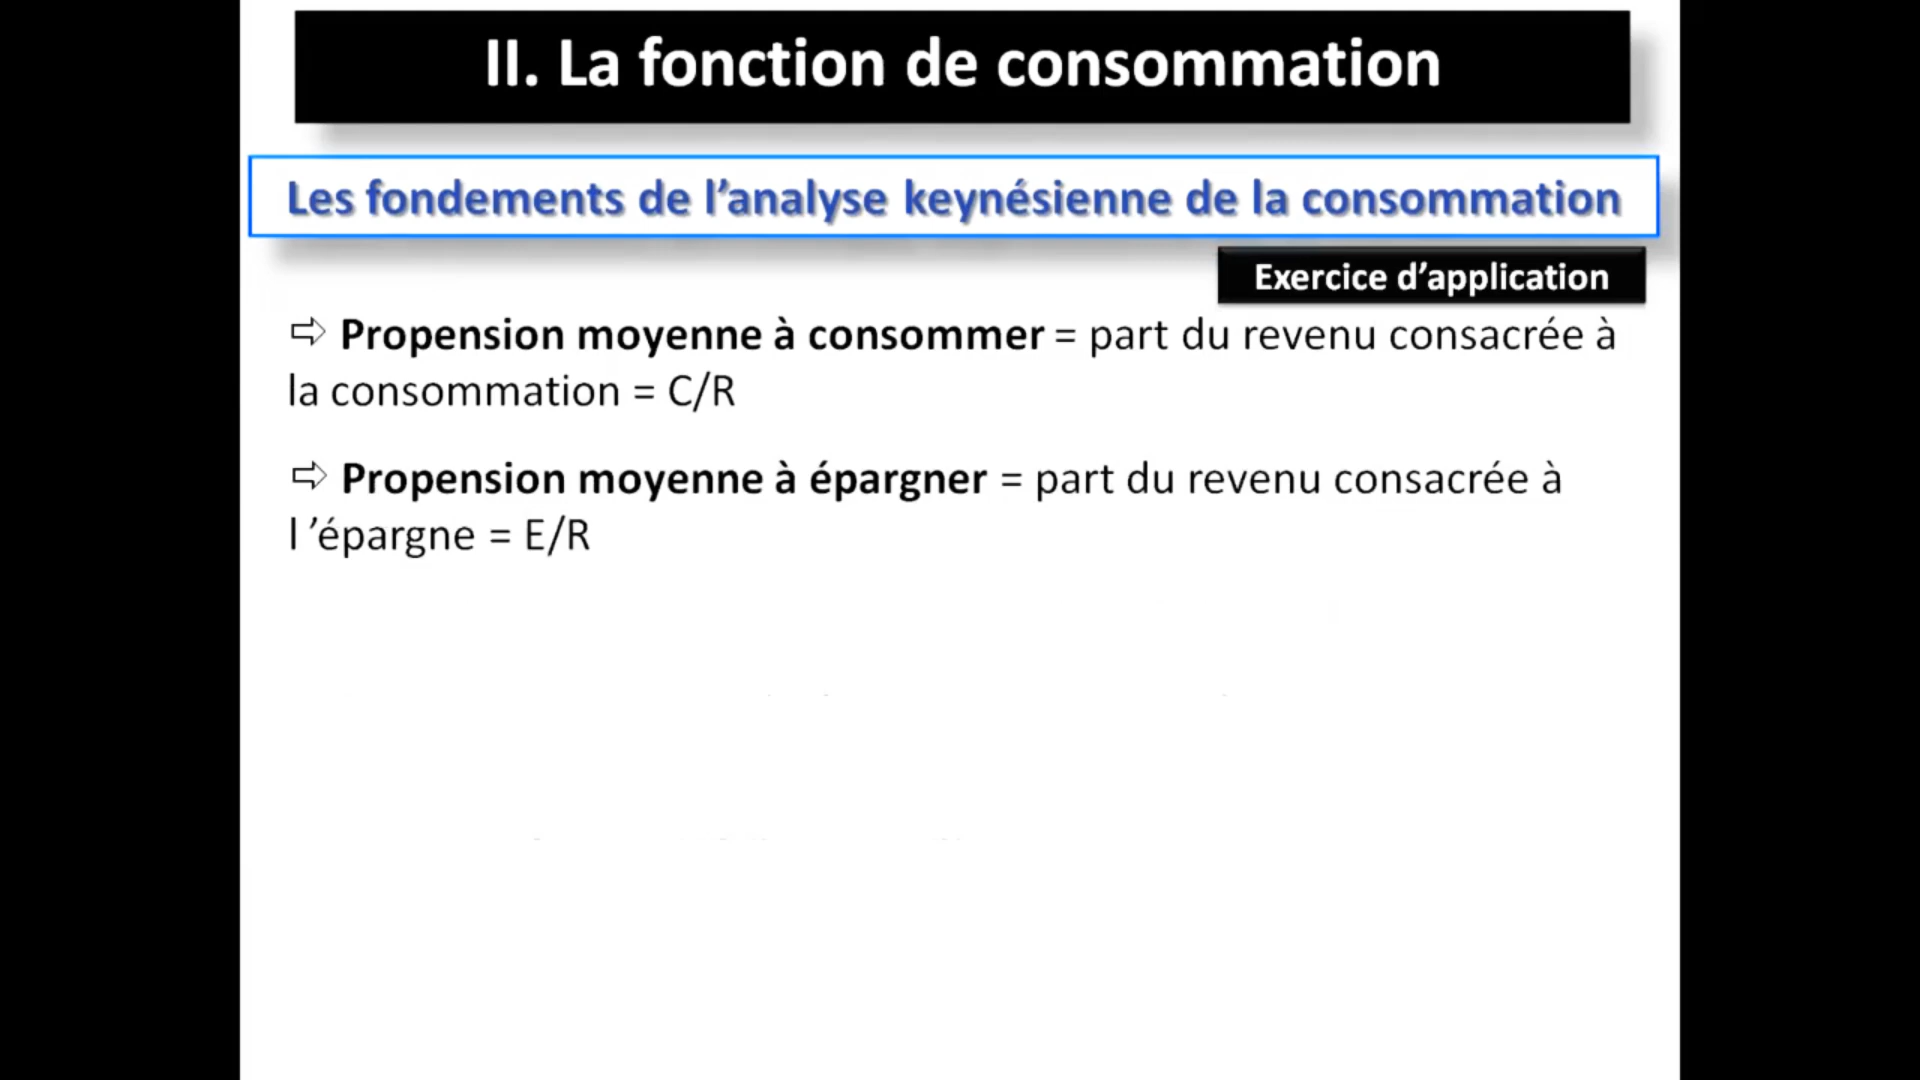 II. La fonction de consommation
Les fondements de l’analyse keynésienne de la consommation
Exercice d’application
⇨ Propension moyenne à consommer = part du revenu consacrée à
la consommation = C/R
⇨ Propension moyenne à épargner = part du revenu consacrée à
l ’épargne = E/R